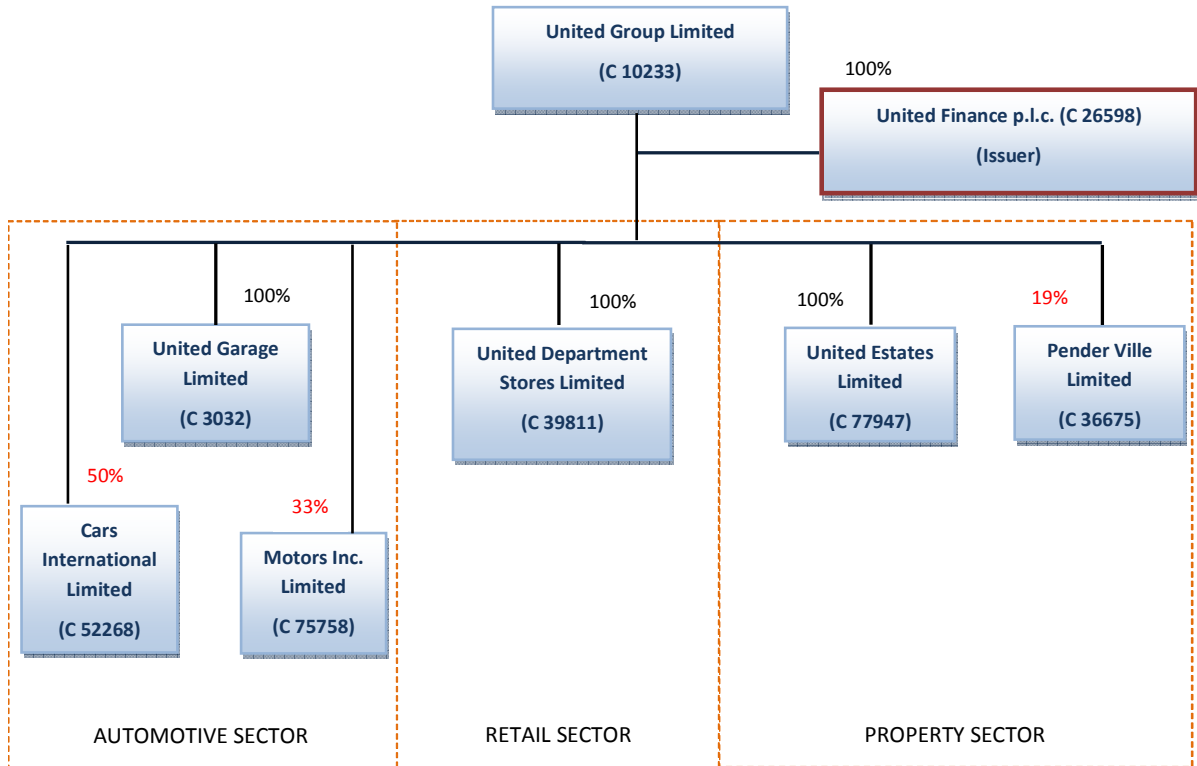 United Group Limited
(C 10233)
100%
United Finance p.l.c. (C 26598)
(Issuer)
100%
United Garage
Limited
(C 3032)
50%
Cars
International
Limited
(C 52268)
33%
Motors Inc.
Limited
(C 75758)
AUTOMOTIVE SECTOR
100%
United Department
Stores Limited
(C 39811)
RETAIL SECTOR
100%
United Estates
Limited
(C 77947)
19%
Pender Ville
Limited
(C 36675)
PROPERTY SECTOR